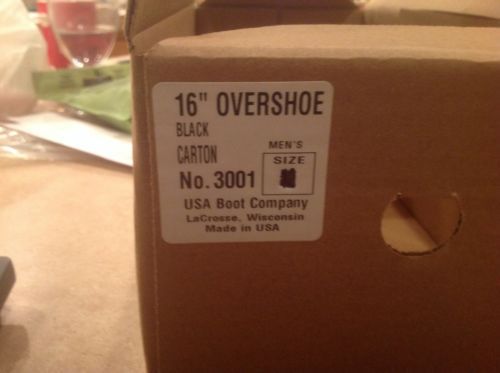 16" OVERSHOE
BLACK
CARTON
MEN'S
SIZE
No. 3001
USA Boot Company
LaCrosse, Wisconsin
Made in USA